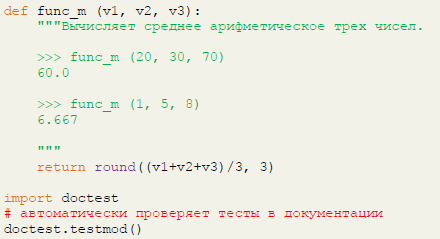 def func_m (v1, v2, v3):
    """Вычисляет среднее арифметическое трех чисел.
    >>> func_m (20, 30, 70)
    60.0
    >>> func_m (1, 5, 8)
    6.667
    """
    return round((v1+v2+v3)/3, 3)
import doctest
# автоматически проверяет тесты в документации
doctest.testmod()